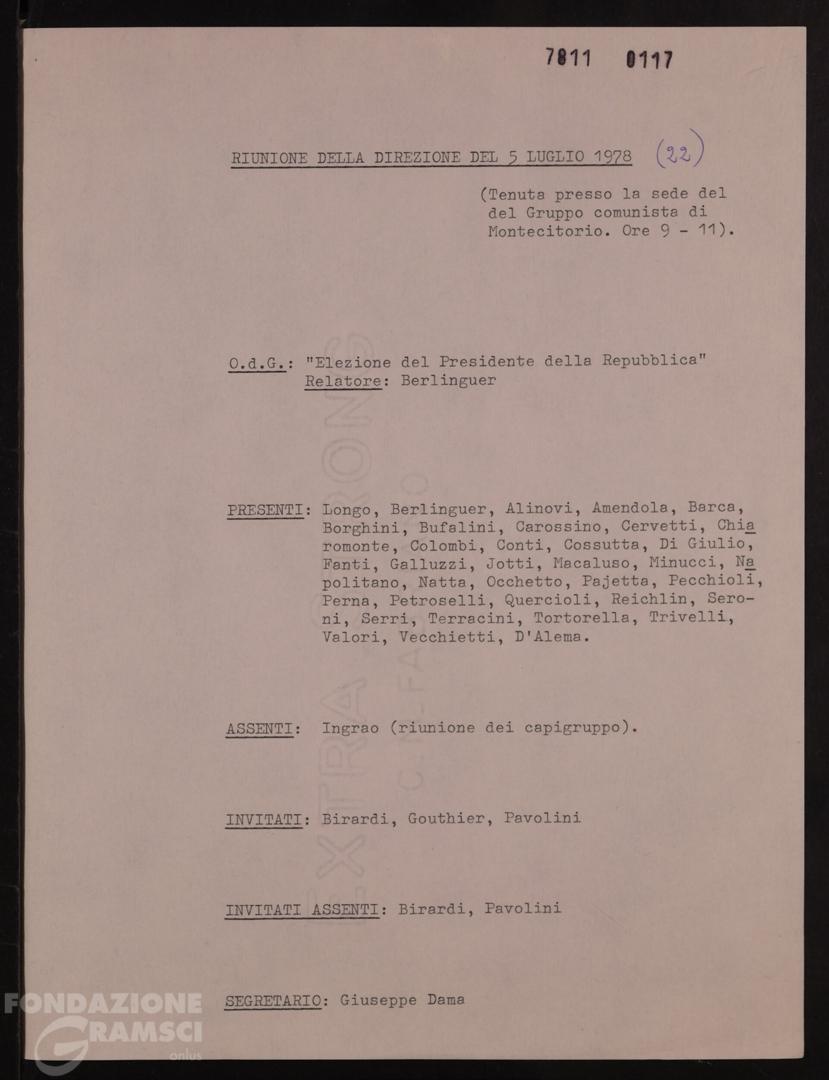 7811 0117
RIUNIONE DELLA DIREZIONE DEL 5 LUGLIO 1978 (22)
(Tenuta presso la sede del
del Gruppo comunista di
Montecitorio. Ore 9 - 11).
O.d.G.: "Elezione del Presidente della Repubblica"
Relatore: Berlinguer
PRESENTI: Longo, Berlinguer, Alinovi, Amendola, Barca,
Borghini, Bufalini, Carossino, Cervetti, Chia
romonte, Colombi, Conti, Cossutta, Di Giulio,
Fanti, Galluzzi, Jotti, Macaluso, Minucci, Na
politano, Natta, Occhetto, Pajetta, Pecchioli,
Perna, Petroselli, Quercioli, Reichlin, Sero-
ni, Serri, Terracini, Tortorella, Trivelli,
Valori, Vecchietti, D'Alema.
ASSENTI: Ingrao (riunione dei capigruppo).
INVITATI: Birardi, Gouthier, Pavolini
INVITATI ASSENTI: Birardi, Pavolini
SEGRETARIO: Giuseppe Dama
FONDAZIONE
GRAMSCI
onlus